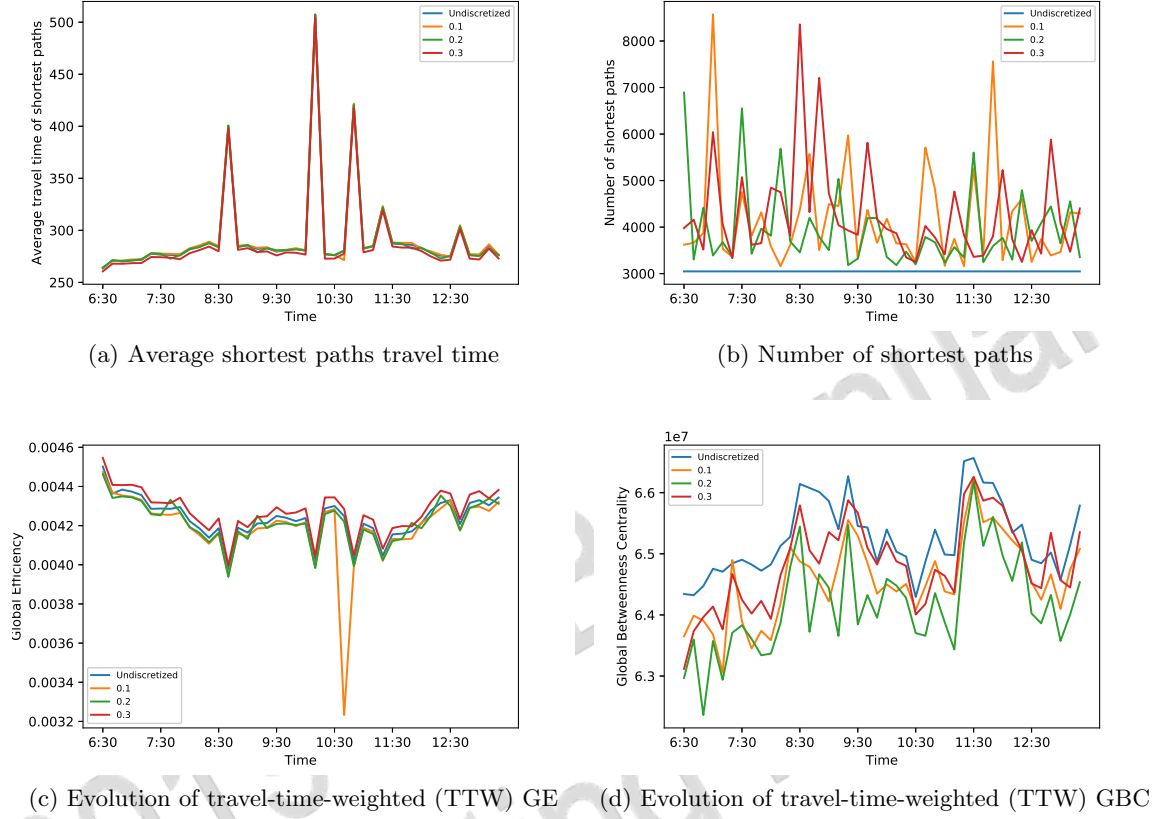 Average travel time of shortest paths
500
450
400
350
300
250
6:30 7:30 8:30 9:30 10:30 11:30 12:30
Time
Undiscretized
0.1
0.2
0.3
(a) Average shortest paths travel time
Number of shortest paths
8000
7000
6000
5000
4000
3000
6:30 7:30 8:30 9:30 10:30 11:30 12:30
Time
Undiscretized
0.1
0.2
0.3
(b) Number of shortest paths
Global Efficiency
0.0046
0.0044
0.0042
0.0040
0.0038
0.0036
0.0034
0.0032
6:30 7:30 8:30 9:30 10:30 11:30 12:30
Time
Undiscretized
0.1
0.2
0.3
(c) Evolution of travel-time-weighted (TTW) GE
1e7
Global Betweenness Centrality
6.6
6.5
6.4
6.3
6:30 7:30 8:30 9:30 10:30 11:30 12:30
Time
Undiscretized
0.1
0.2
0.3
(d) Evolution of travel-time-weighted (TTW) GBC